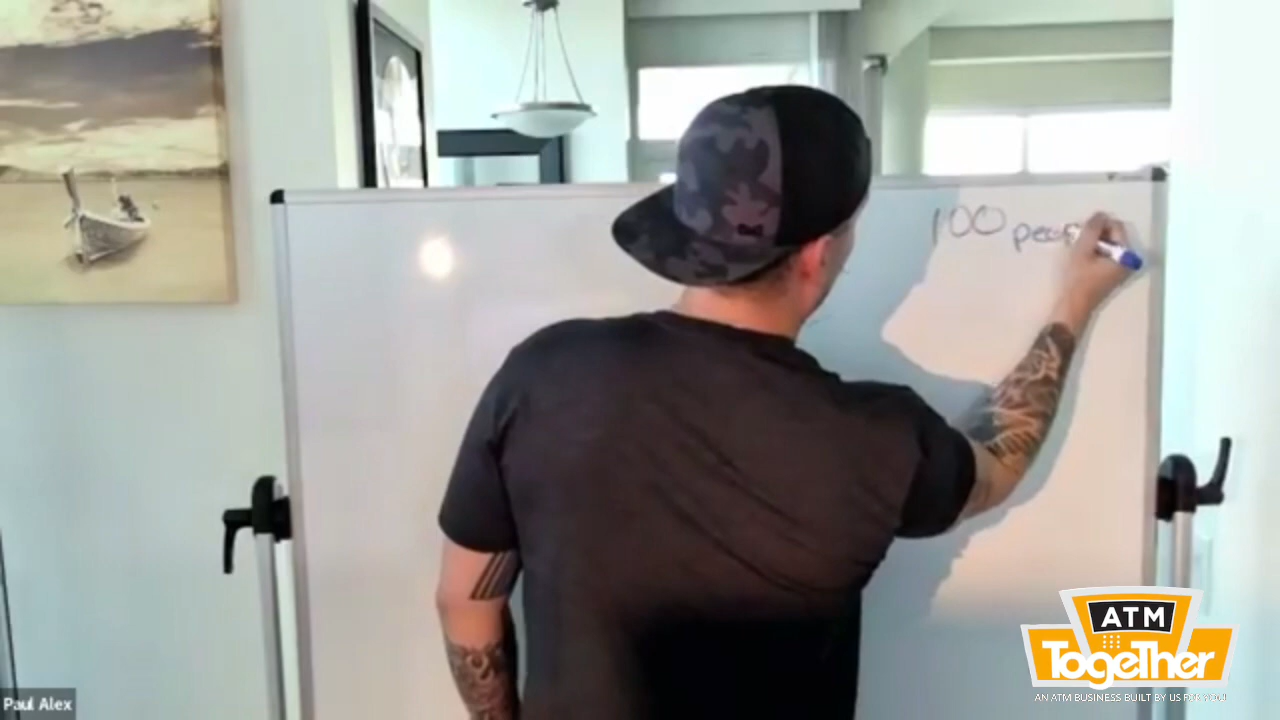 100 peop
Paul Alex
ATM
TogeTher
AN ATM BUSINESS BUILT BY US FOR YOU!